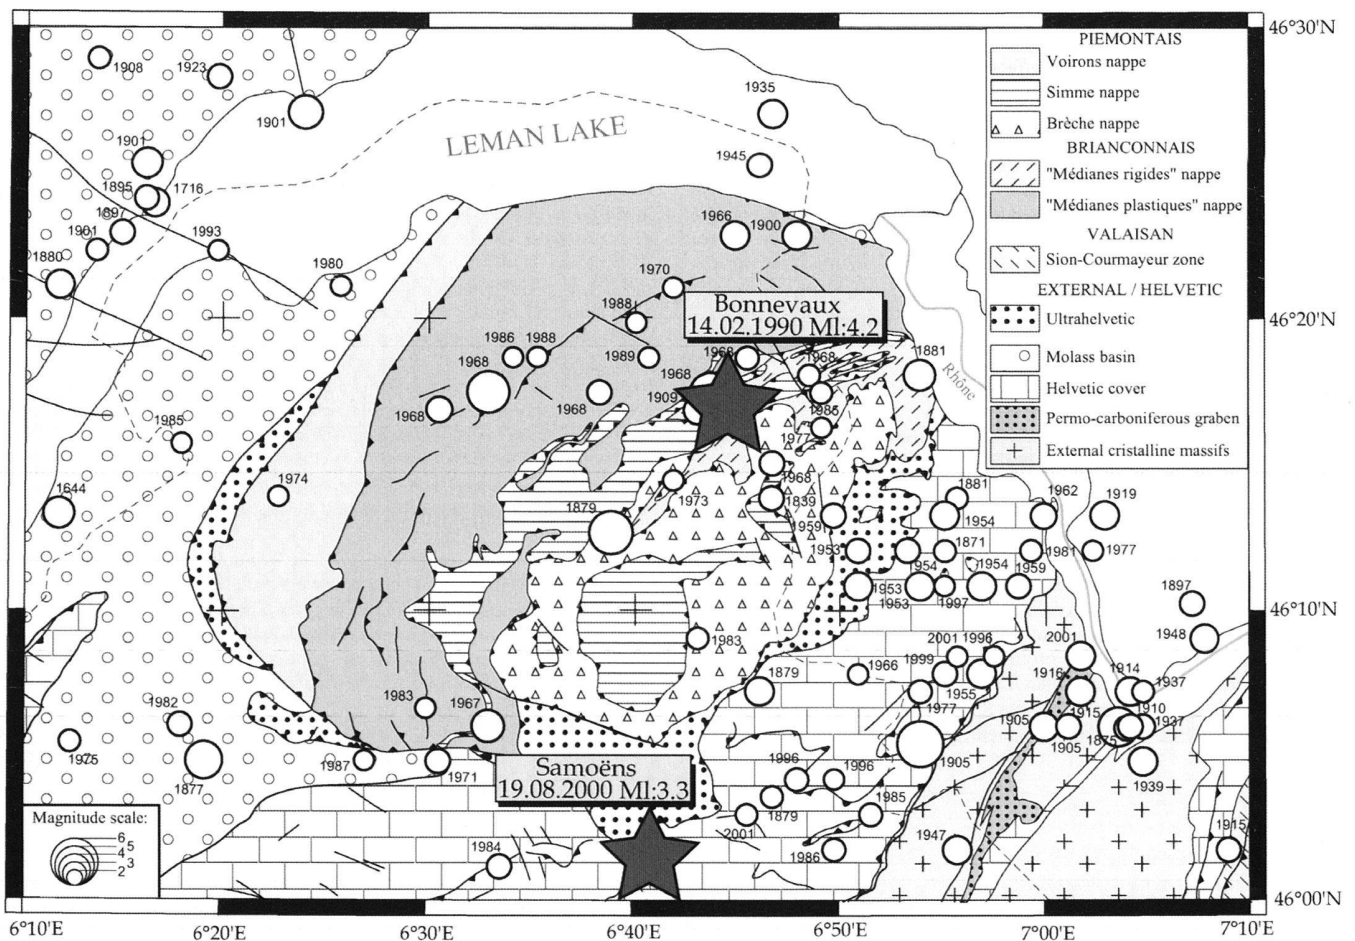 46°30'N
PIEMONTAIS
Voirons nappe
Simme nappe
Brèche nappe
BRIANCONNAIS
"Médianes rigides" nappe
"Médianes plastiques" nappe
VALAISAN
Sion-Courmayeur zone
EXTERNAL / HELVETIC
Ultrahelvetic
Molass basin
Helvetic cover
Permo-carboniferous graben
External cristalline massifs
1908
1923
1901
1935
LEMAN LAKE
1901
1945
1895
1716
1897
1901
1993
1966
1900
1880
1980
1970
Bonnevaux
14.02.1990 Ml:4.2
1988
46°20'N
1986
1988
1989
1968
1968
1881
Rhône
1968
1968
1909
1968
1968
1985
1985
1977
1974
1973
1968
1881
1962
1919
1644
1879
1839
1959
1954
1953
1871
1981
1977
1954
1954
1959
1953
1953
1997
1897
46°10'N
1983
2001
1996
2001
1948
1879
1966
1999
1916
1914
1937
1983
1967
1955
1977
1982
1905
1915
1910
1937
1905
1875
1975
1987
1971
1905
1877
Samoëns
19.08.2000 Ml:3.3
1996
1996
1939
1985
2001
1879
1947
1915
1986
1984
Magnitude scale:
6
5
4
3
2
46°00'N
6°10'E
6°20'E
6°30'E
6°40'E
6°50'E
7°00'E
7°10'E